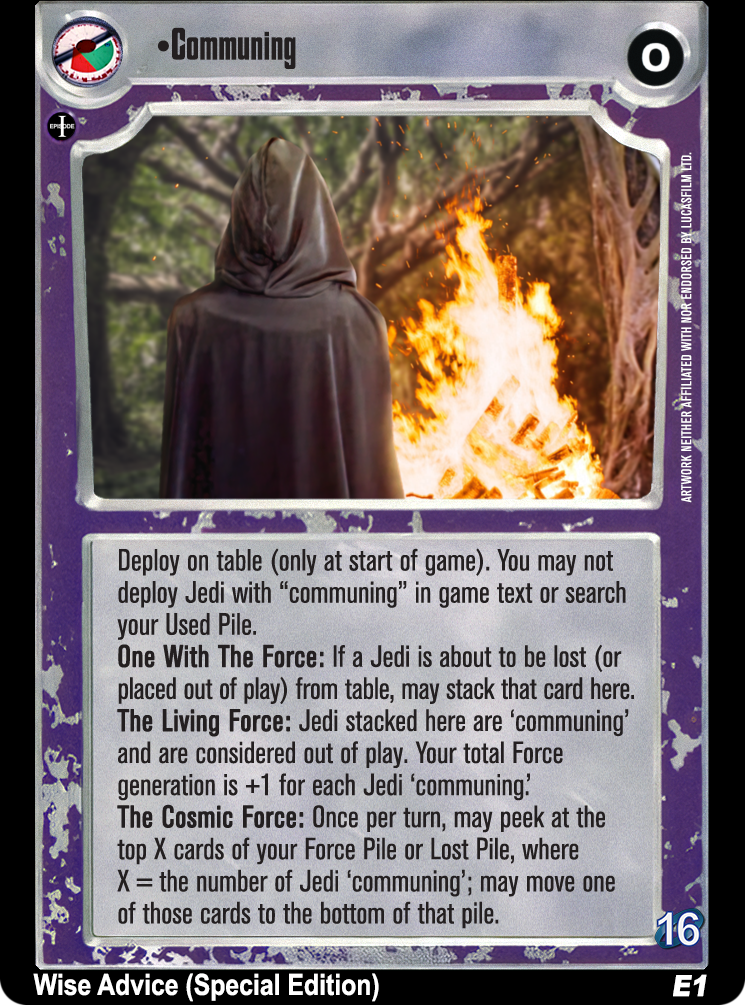 •Communing
O
EPISODE
I
Deploy on table (only at start of game). You may not
deploy Jedi with “communing” in game text or search
your Used Pile.
One With The Force: If a Jedi is about to be lost (or
placed out of play) from table, may stack that card here.
The Living Force: Jedi stacked here are ‘communing’
and are considered out of play. Your total Force
generation is +1 for each Jedi ‘communing.’
The Cosmic Force: Once per turn, may peek at the
top X cards of your Force Pile or Lost Pile, where
X = the number of Jedi ‘communing’; may move one
of those cards to the bottom of that pile.
ARTWORK NEITHER AFFILIATED WITH NOR ENDORSED BY LUCASFILM LTD.
16
Wise Advice (Special Edition)
E1